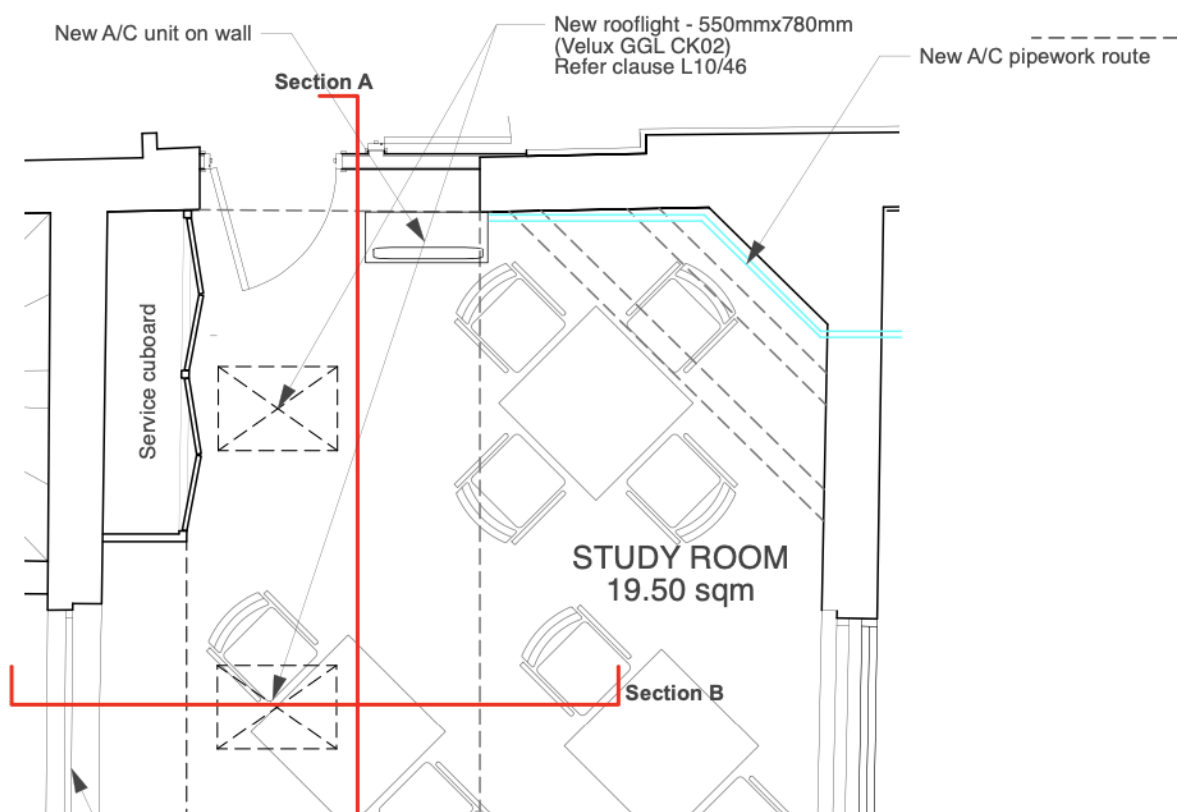 New A/C unit on wall
New rooflight - 550mmx780mm
(Velux GGL CK02)
Refer clause L10/46
New A/C pipework route
Section A
Service cuboard
STUDY ROOM
19.50 sqm
Section B